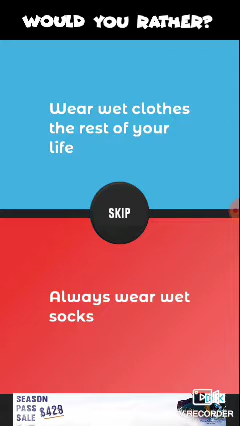 WOULD YOU RATHER?
Wear wet clothes
the rest of your
life
SKIP
Always wear wet
socks
SEASON
PASS
SALE $429
RECORDER